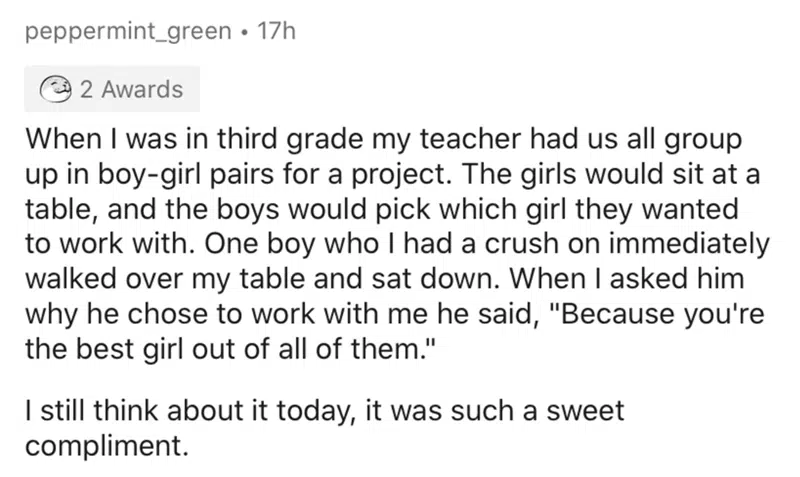 peppermint_green • 17h
2 Awards
When I was in third grade my teacher had us all group
up in boy-girl pairs for a project. The girls would sit at a
table, and the boys would pick which girl they wanted
to work with. One boy who I had a crush on immediately
walked over my table and sat down. When I asked him
why he chose to work with me he said, "Because you're
the best girl out of all of them."
I still think about it today, it was such a sweet
compliment.